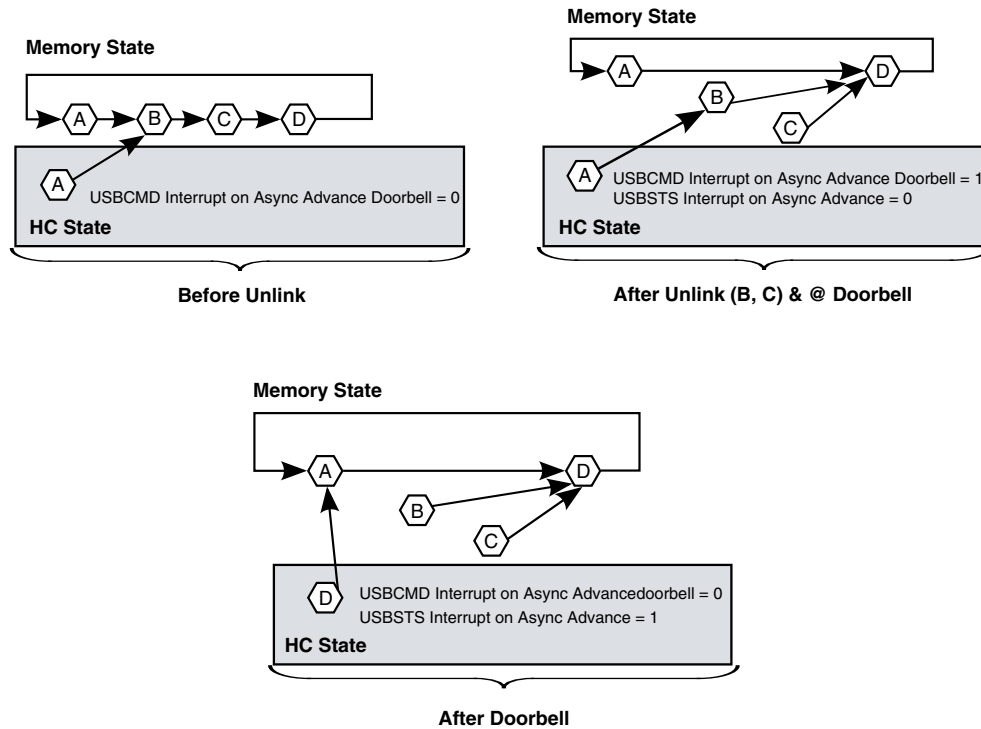 Memory State
A
B
C
D
A
USBCMD Interrupt on Async Advance Doorbell = 0
HC State
Before Unlink
Memory State
A
D
B
C
A
USBCMD Interrupt on Async Advance Doorbell = 1
USBSTS Interrupt on Async Advance = 0
HC State
After Unlink (B, C) & @ Doorbell
Memory State
A
D
B
C
D
USBCMD Interrupt on Async Advancedoorbell = 0
USBSTS Interrupt on Async Advance = 1
HC State
After Doorbell